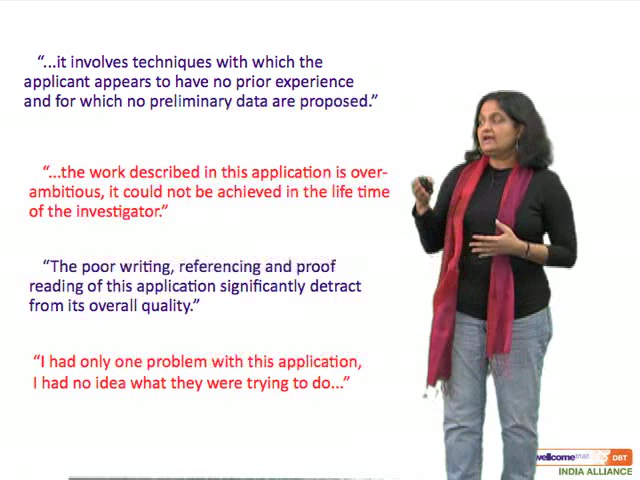 “...it involves techniques with which the
applicant appears to have no prior experience
and for which no preliminary data are proposed.”
“...the work described in this application is over-
ambitious, it could not be achieved in the life time
of the investigator.”
“The poor writing, referencing and proof
reading of this application significantly detract
from its overall quality.”
“I had only one problem with this application,
I had no idea what they were trying to do...”
wellcome trust DBT
INDIA ALLIANCE